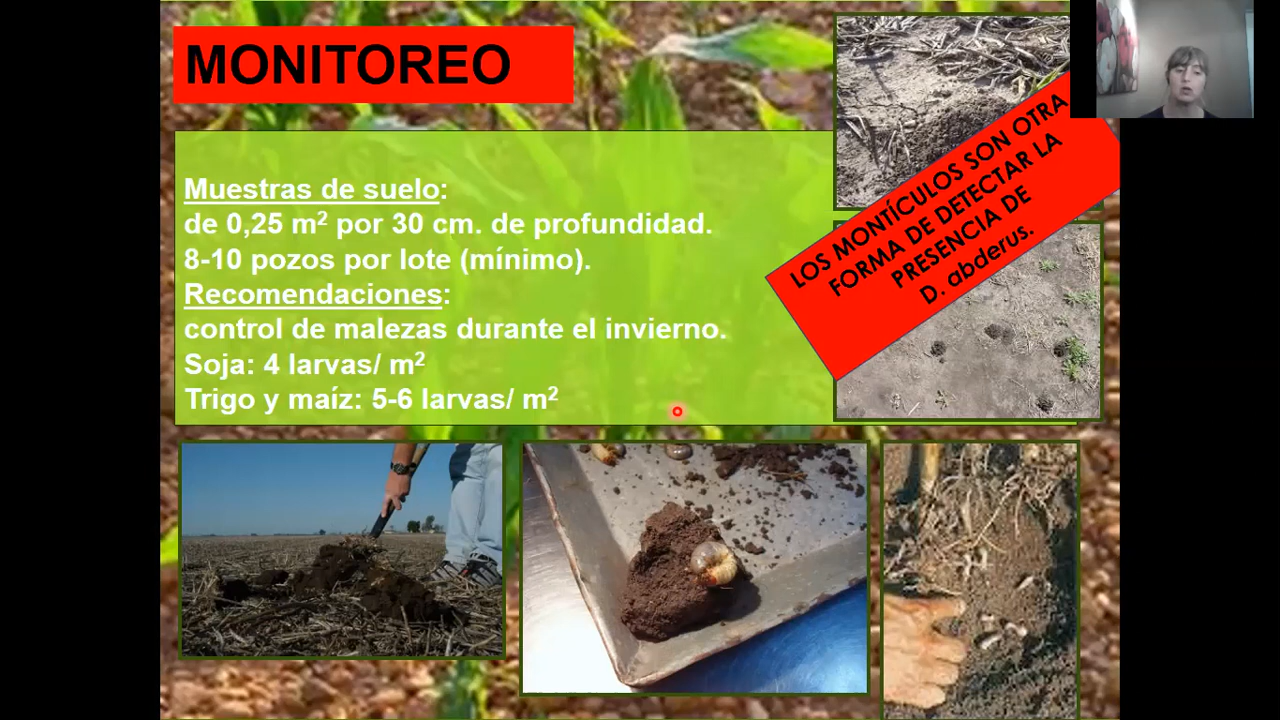 MONITOREO
Muestras de suelo:
de 0,25 m² por 30 cm. de profundidad.
8-10 pozos por lote (mínimo).
Recomendaciones:
control de malezas durante el invierno.
Soja: 4 larvas/ m²
Trigo y maíz: 5-6 larvas/ m²
LOS MONTÍCULOS SON OTRA
FORMA DE DETECTAR LA
PRESENCIA DE
D. abderus.